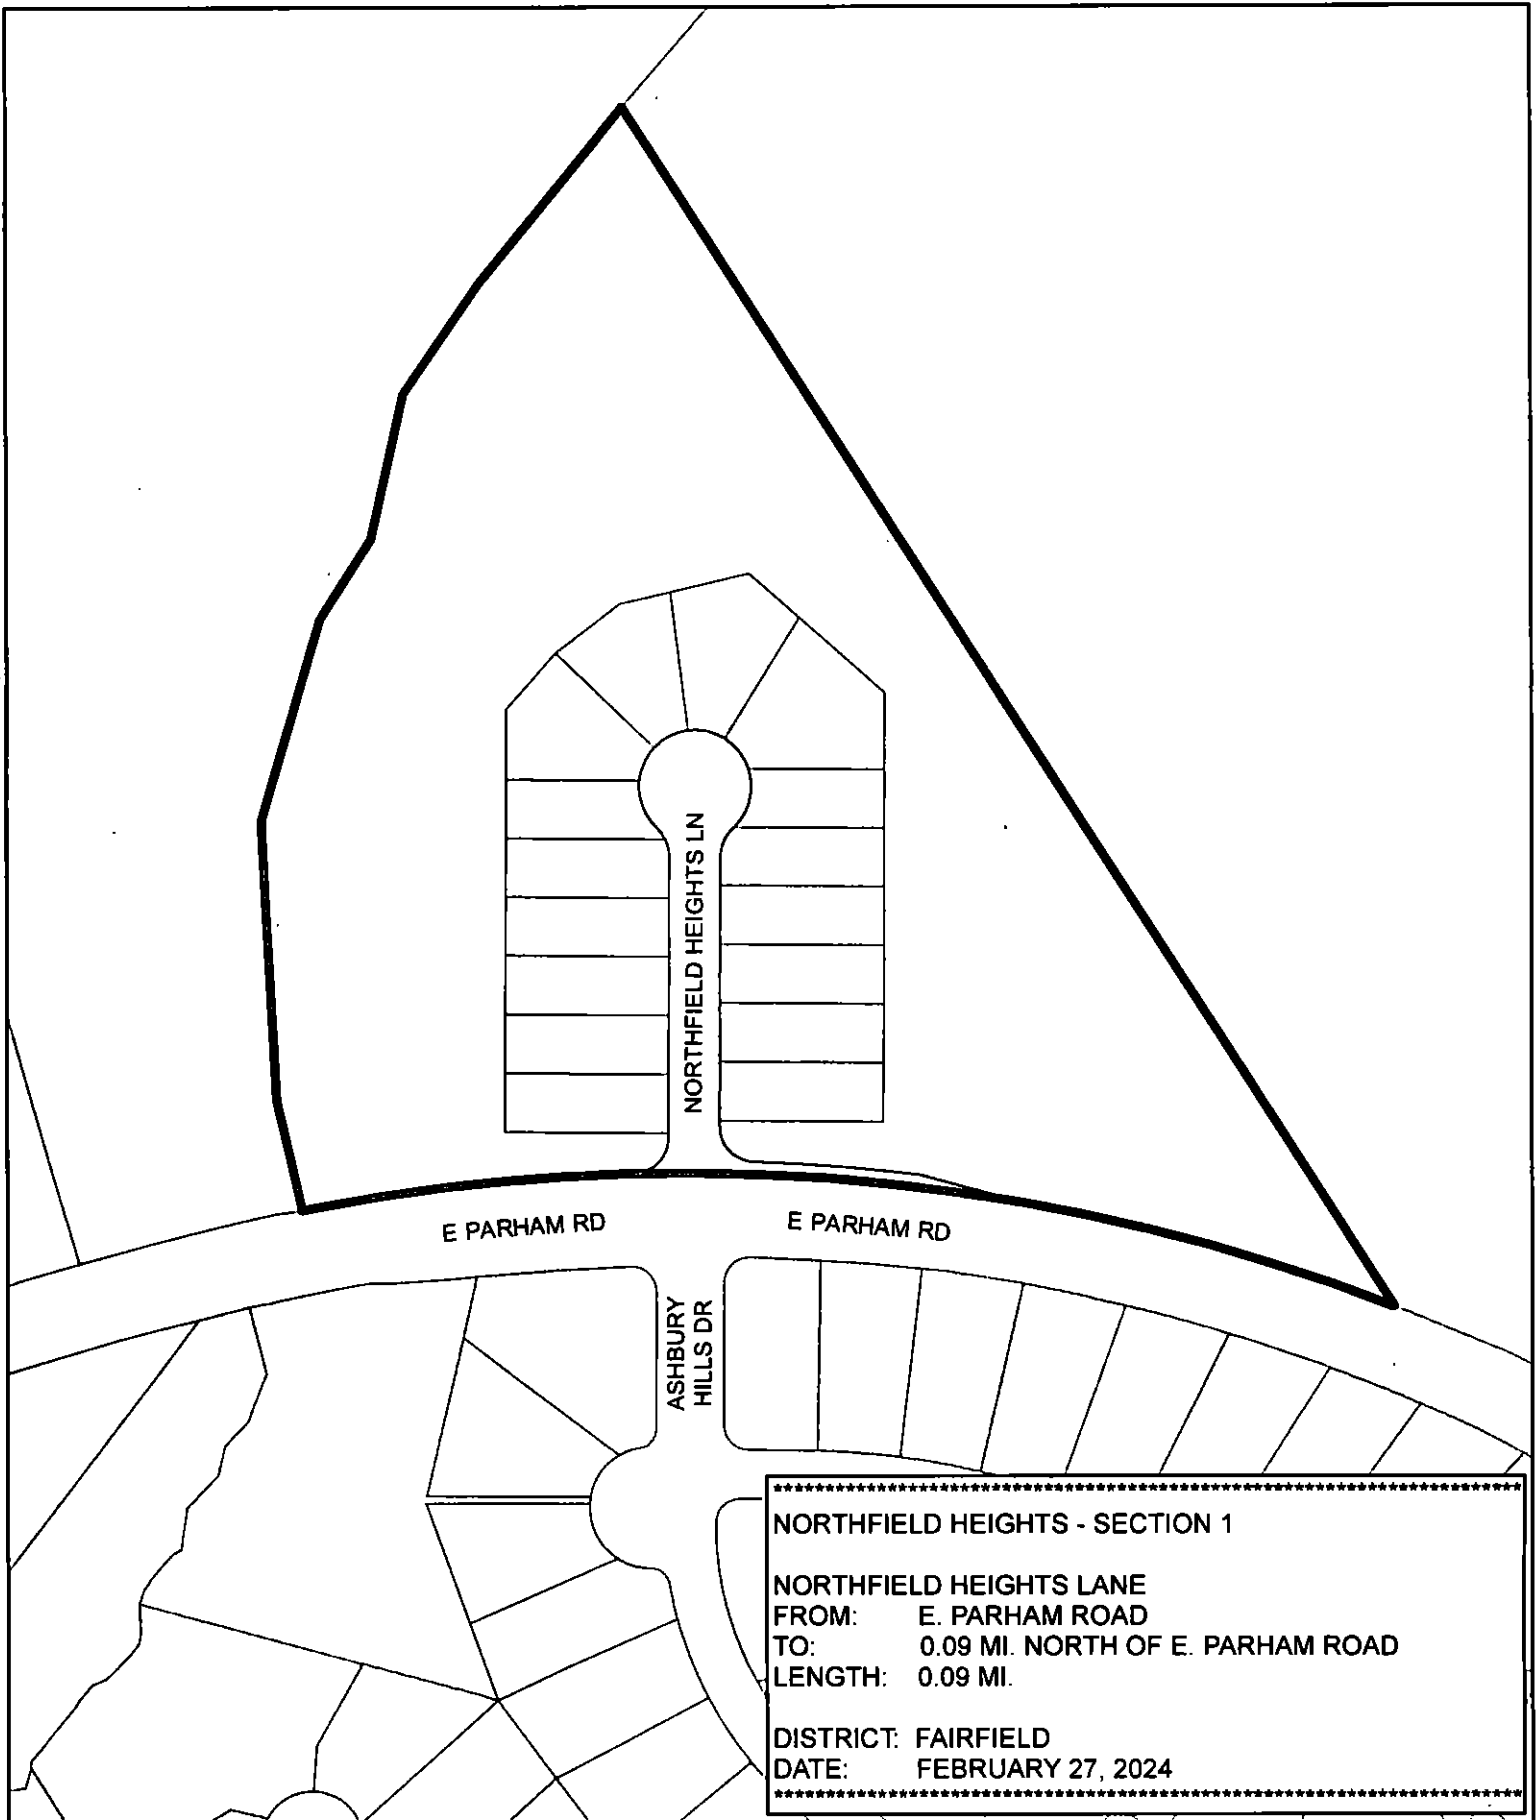 NORTHFIELD HEIGHTS LN
E PARHAM RD
E PARHAM RD
ASHBURY
HILLS DR
NORTHFIELD HEIGHTS - SECTION 1
NORTHFIELD HEIGHTS LANE
FROM: E. PARHAM ROAD
TO: 0.09 MI. NORTH OF E. PARHAM ROAD
LENGTH: 0.09 MI.
DISTRICT: FAIRFIELD
DATE: FEBRUARY 27, 2024